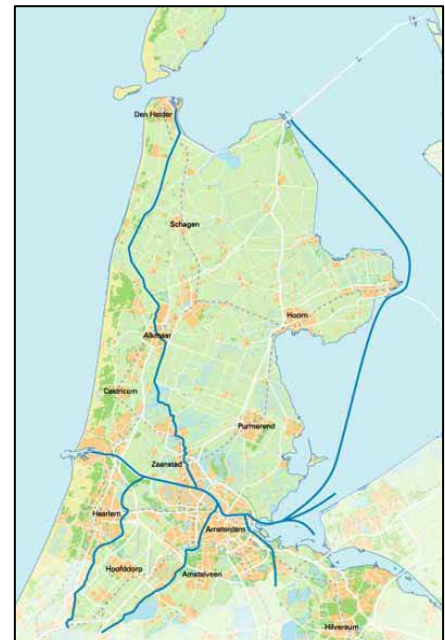 Den Helder
Schagen
Hoorn
Alkmaar
Castricum
Purmerend
Zaanstad
Haarlem
Amsterdam
Hoofddorp
Amstelveen
Hilversum